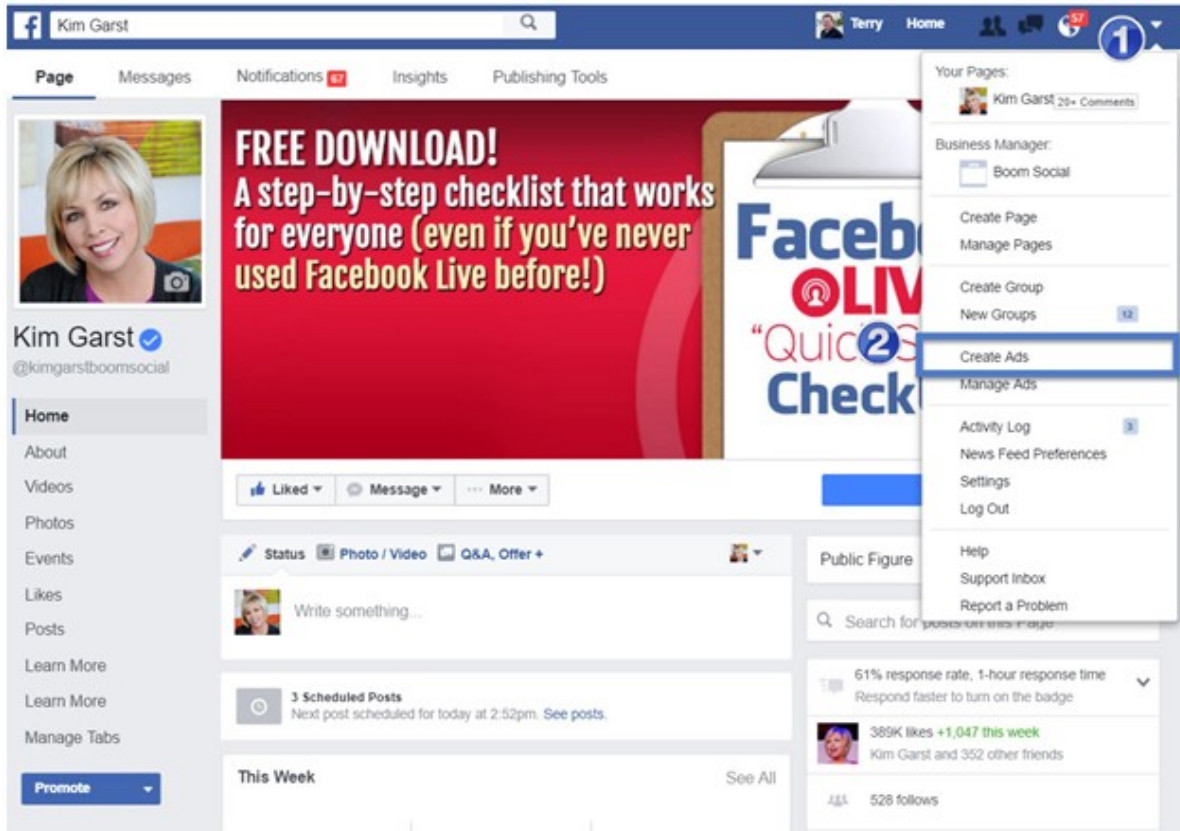 f
Kim Garst
Terry Home 57 1
Page Messages Notifications 67 Insights Publishing Tools
FREE DOWNLOAD!
A step-by-step checklist that works
for everyone (even if you've never
used Facebook Live before!)
Faceb
LIV
"Quic
Check
2
Kim Garst
@kimgarstboomsocial
Home
About
Videos
Photos
Events
Likes
Posts
Learn More
Learn More
Manage Tabs
Promote
Liked Message More
Status Photo / Video Q&A, Offer +
Write something...
3 Scheduled Posts
Next post scheduled for today at 2:52pm. See posts.
This Week See All
Your Pages:
Kim Garst 20+ Comments
Business Manager:
Boom Social
Create Page
Manage Pages
Create Group
New Groups 12
Create Ads
Manage Ads
Activity Log 3
News Feed Preferences
Settings
Log Out
Help
Support Inbox
Report a Problem
Public Figure
Search for posts on this Page
61% response rate, 1-hour response time
Respond faster to turn on the badge
389K likes +1,047 this week
Kim Garst and 352 other friends
528 follows